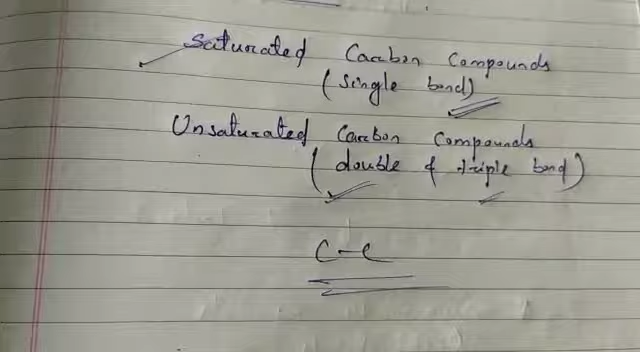 Saturated Carbon Compounds
(single bond)
Unsaturated Carbon Compounds
(double & triple bond)
C-C